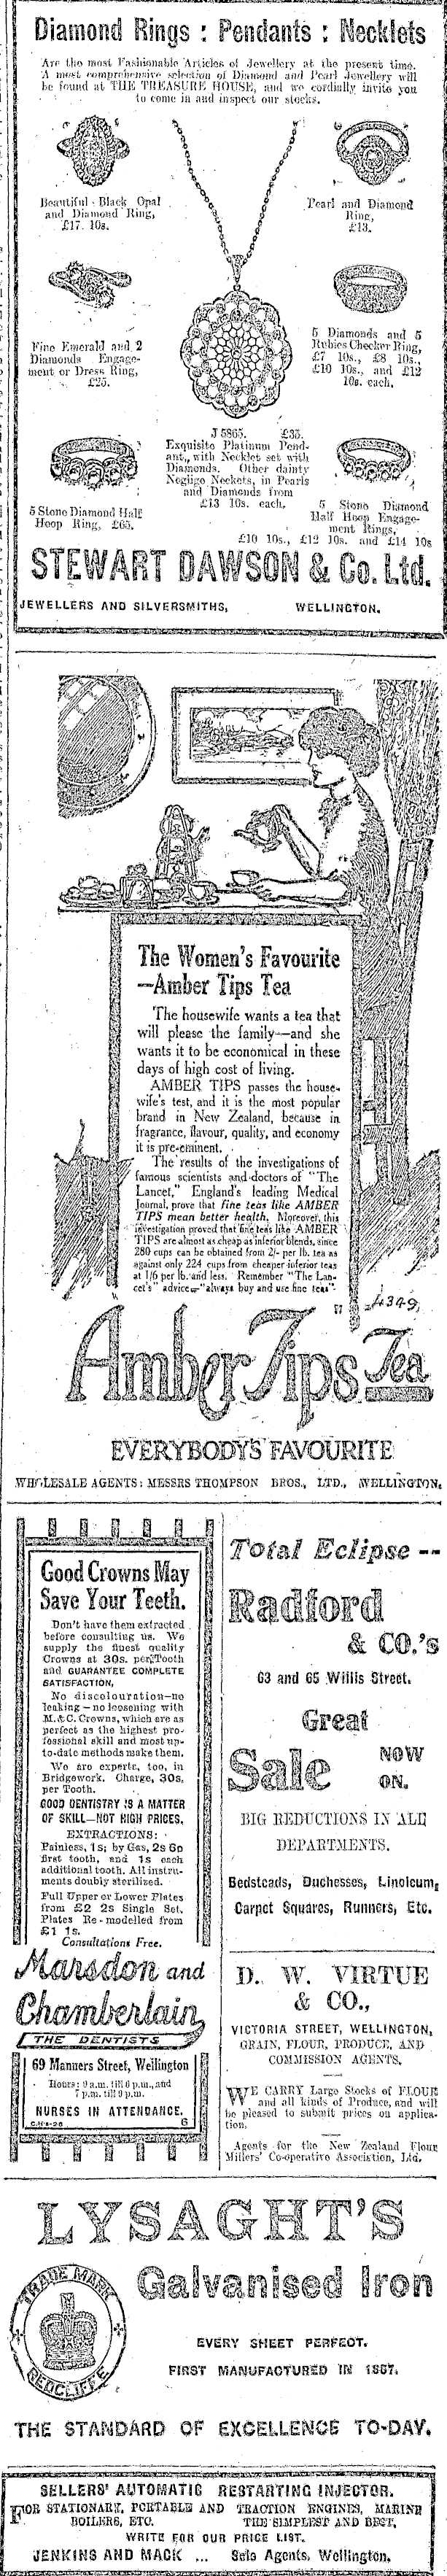 Diamond Rings : Pendants : Necklets
Are the most Fashionable Articles of Jewellery at the present time.
A most comprehensive selection of Diamond and Pearl Jewellery will
be found at THE TREASURE HOUSE, and we cordially invite you
to come in and inspect our stocks.
Beautiful Black Opal
and Diamond Ring,
£17 10s.
Pearl and Diamond
Ring,
£13.
Fine Emerald and 2
Diamonds Engage-
ment or Dress Ring,
£25.
5 Diamonds and 5
Rubies Checker Ring,
£7 10s., £8 10s.,
£10 10s., and £12
10s. each,
J 5865. £35.
Exquisite Platinum Pend-
ant, with Necklet set with
Diamonds. Other dainty
Neglige Neckets, in Pearls
and Diamonds from
£13 10s. each,
5 Stone Diamond Half
Hoop Ring, £65.
5 Stone Diamond
Half Hoop Engage-
ment Rings,
£10 10s., £12 10s. and £14 10s
STEWART DAWSON & Co. Ltd.
JEWELLERS AND SILVERSMITHS, WELLINGTON.
The Women's Favourite
—Amber Tips Tea
The housewife wants a tea that
will please the family—and she
wants it to be economical in these
days of high cost of living.
AMBER TIPS passes the house-
wife's test, and it is the most popular
brand in New Zealand, because in
fragrance, flavour, quality, and economy
it is pre-eminent.
The results of the investigations of
famous scientists and doctors of "The
Lancet," England's leading Medical
Journal, prove that fine teas like AMBER
TIPS mean better health. Moreover, this
investigation proved that fine teas like AMBER
TIPS are almost as cheap as inferior blends, since
280 cups can be obtained from 2/- per lb. tea as
against only 224 cups from cheaper inferior teas
at 1/6 per lb. and less. Remember "The Lan-
cet's" advice—"always buy and use fine teas"
4349
Amber Tips Tea
EVERYBODY'S FAVOURITE
WHOLESALE AGENTS: MESSRS THOMPSON BROS., LTD., WELLINGTON.
Good Crowns May
Save Your Teeth.
Don't have them extracted
before consulting us. We
supply the finest quality
Crowns at 30s. per Tooth
and GUARANTEE COMPLETE
SATISFACTION,
No discolouration—no
leaking—no loosening with
M. & C. Crowns, which are as
perfect as the highest pro-
fessional skill and most up-
to-date methods make them.
We are experts, too, in
Bridgework. Charge, 30s,
per Tooth.
GOOD DENTISTRY IS A MATTER
OF SKILL—NOT HIGH PRICES.
EXTRACTIONS:
Painless, 1s; by Gas, 2s 6d
first tooth, and 1s each
additional tooth. All instru-
ments doubly sterilized.
Full Upper or Lower Plates
from £2 2s Single Set.
Plates Re-modelled from
£1 1s.
Consultations Free.
Marsdon and
Chamberlain
THE DENTISTS
69 Manners Street, Wellington
Hours: 9 a.m. till 6 p.m., and
7 p.m. till 9 p.m.
NURSES IN ATTENDANCE.
6
Total Eclipse --
Radford
& CO.'s
63 and 65 Willis Street.
Great
Sale NOW
ON.
BIG REDUCTIONS IN ALL
DEPARTMENTS.
Bedsteads, Duchesses, Linoleum,
Carpet Squares, Runners, Etc.
D. W. VIRTUE
& CO.,
VICTORIA STREET, WELLINGTON,
GRAIN, FLOUR, PRODUCE, AND
COMMISSION AGENTS.
WE CARRY Large Stocks of FLOUR
and all kinds of Produce, and will
be pleased to submit prices on applica-
tion.
Agents for the New Zealand Flour
Millers' Co-operative Association, Ltd.
LYSAGHT'S
Galvanised Iron
TRADE MARK
REDCLIFFE
EVERY SHEET PERFECT.
FIRST MANUFACTURED IN 1857.
THE STANDARD OF EXCELLENCE TO-DAY.
SELLERS' AUTOMATIC RESTARTING INJECTOR.
FOR STATIONARY, PORTABLE AND TRACTION ENGINES, MARINE
BOILERS, ETC. THE SIMPLEST AND BEST.
WRITE FOR OUR PRICE LIST.
JENKINS AND MACK ... Sole Agents, Wellington.